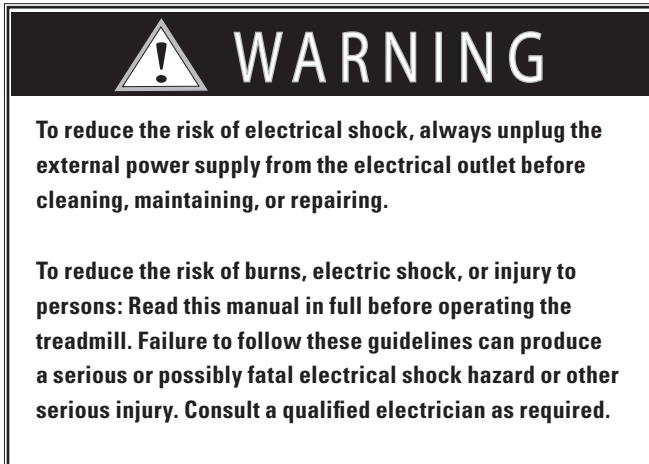 WARNING
To reduce the risk of electrical shock, always unplug the
external power supply from the electrical outlet before
cleaning, maintaining, or repairing.
To reduce the risk of burns, electric shock, or injury to
persons: Read this manual in full before operating the
treadmill. Failure to follow these guidelines can produce
a serious or possibly fatal electrical shock hazard or other
serious injury. Consult a qualified electrician as required.